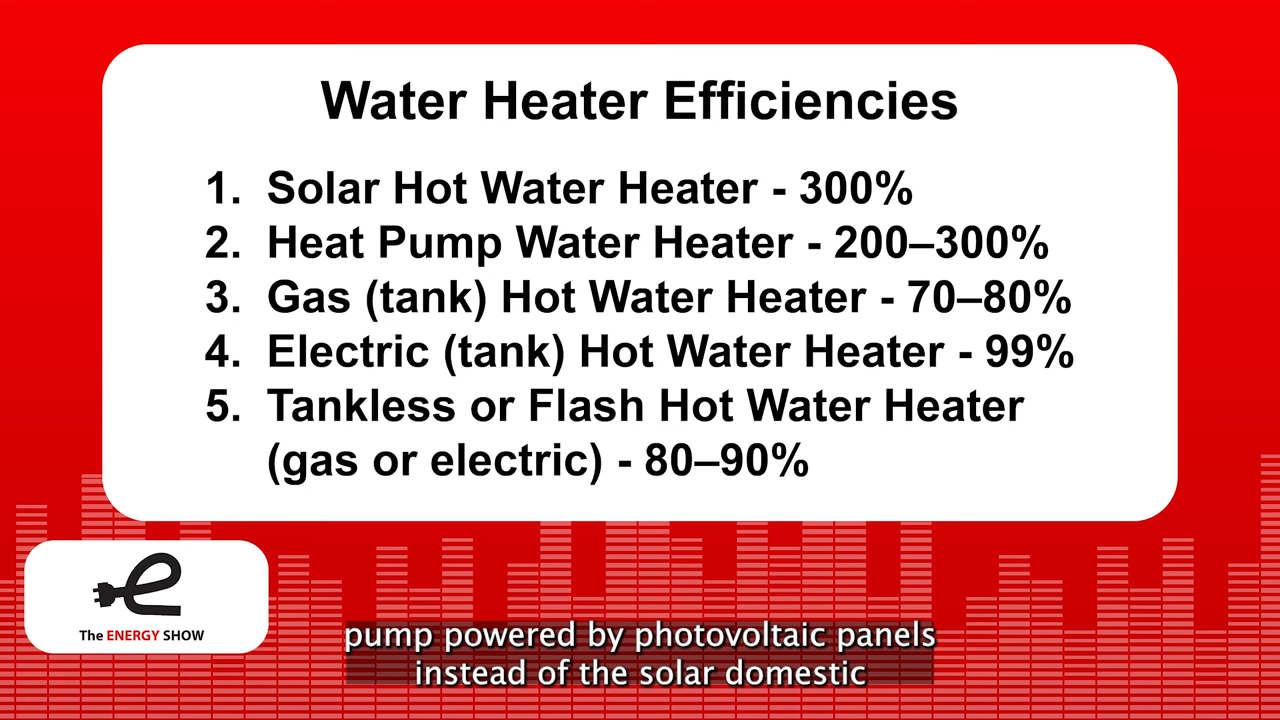 Water Heater Efficiencies
1. Solar Hot Water Heater - 300%
2. Heat Pump Water Heater - 200–300%
3. Gas (tank) Hot Water Heater - 70–80%
4. Electric (tank) Hot Water Heater - 99%
5. Tankless or Flash Hot Water Heater
(gas or electric) - 80–90%
The ENERGY SHOW
pump powered by photovoltaic panels
instead of the solar domestic